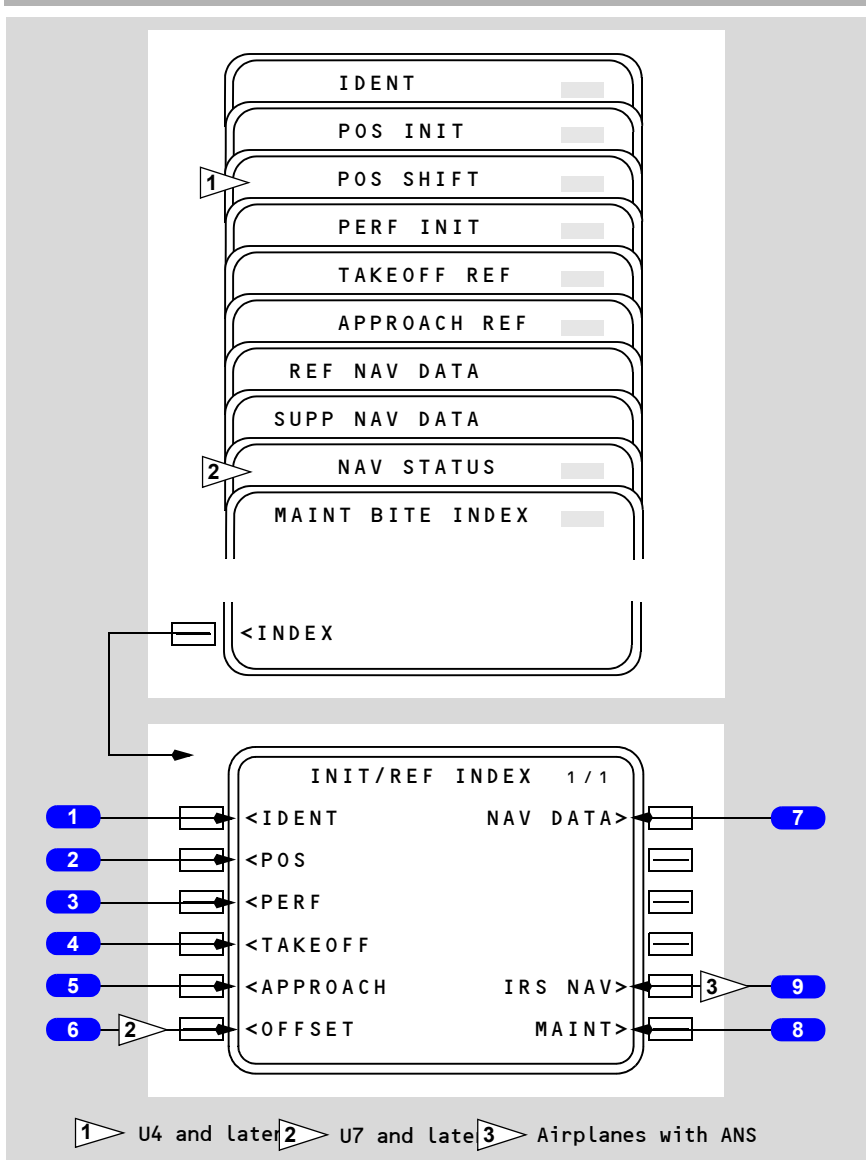 IDENT
POS INIT
1 POS SHIFT
PERF INIT
TAKEOFF REF
APPROACH REF
REF NAV DATA
SUPP NAV DATA
2 NAV STATUS
MAINT BITE INDEX
<INDEX
INIT/REF INDEX 1/1
1 <IDENT NAV DATA> 7
2 <POS
3 <PERF
4 <TAKEOFF
5 <APPROACH IRS NAV> 3 9
6 2 <OFFSET MAINT> 8
1 U4 and later 2 U7 and late 3 Airplanes with ANS